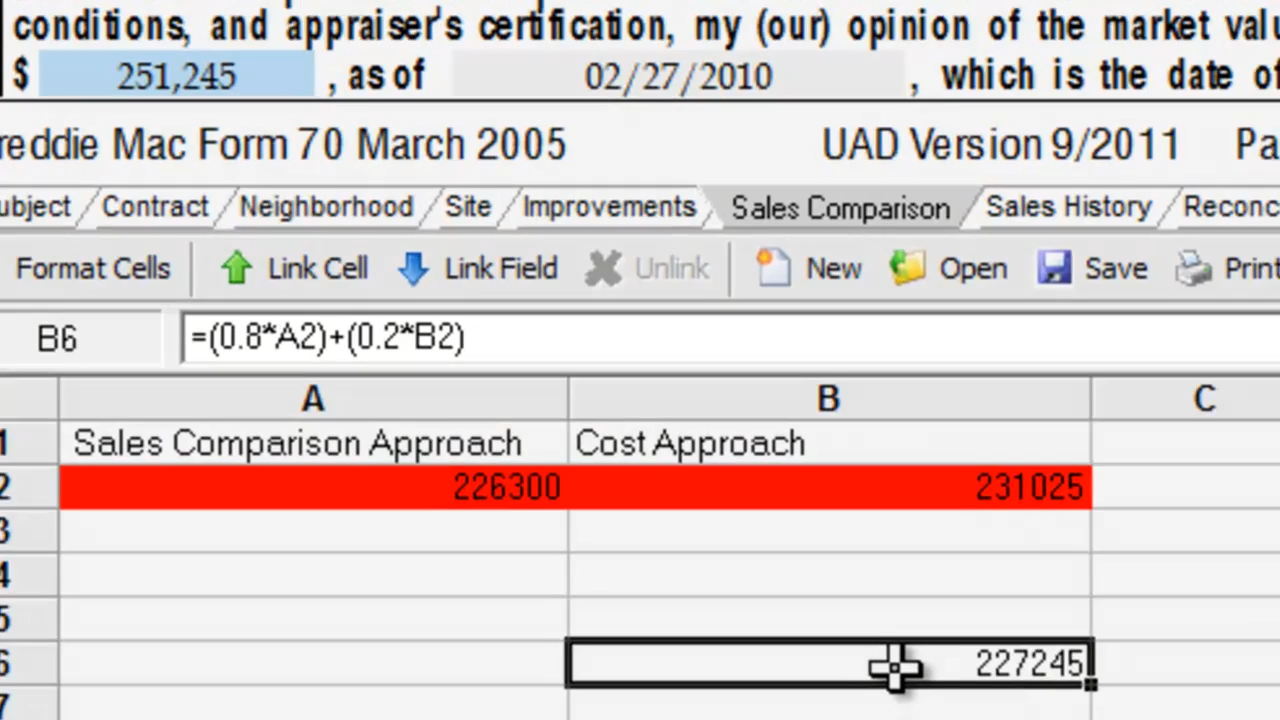 conditions, and appraiser's certification, my (our) opinion of the market valu
$ 251,245 , as of 02/27/2010 , which is the date of
reddie Mac Form 70 March 2005 UAD Version 9/2011 Pa
ubject Contract Neighborhood Site Improvements Sales Comparison Sales History Reconc
Format Cells Link Cell Link Field Unlink New Open Save Print
B6 =(0.8*A2)+(0.2*B2)
A B C
1 Sales Comparison Approach Cost Approach
2 226300 231025
3
4
5
6 227245
7